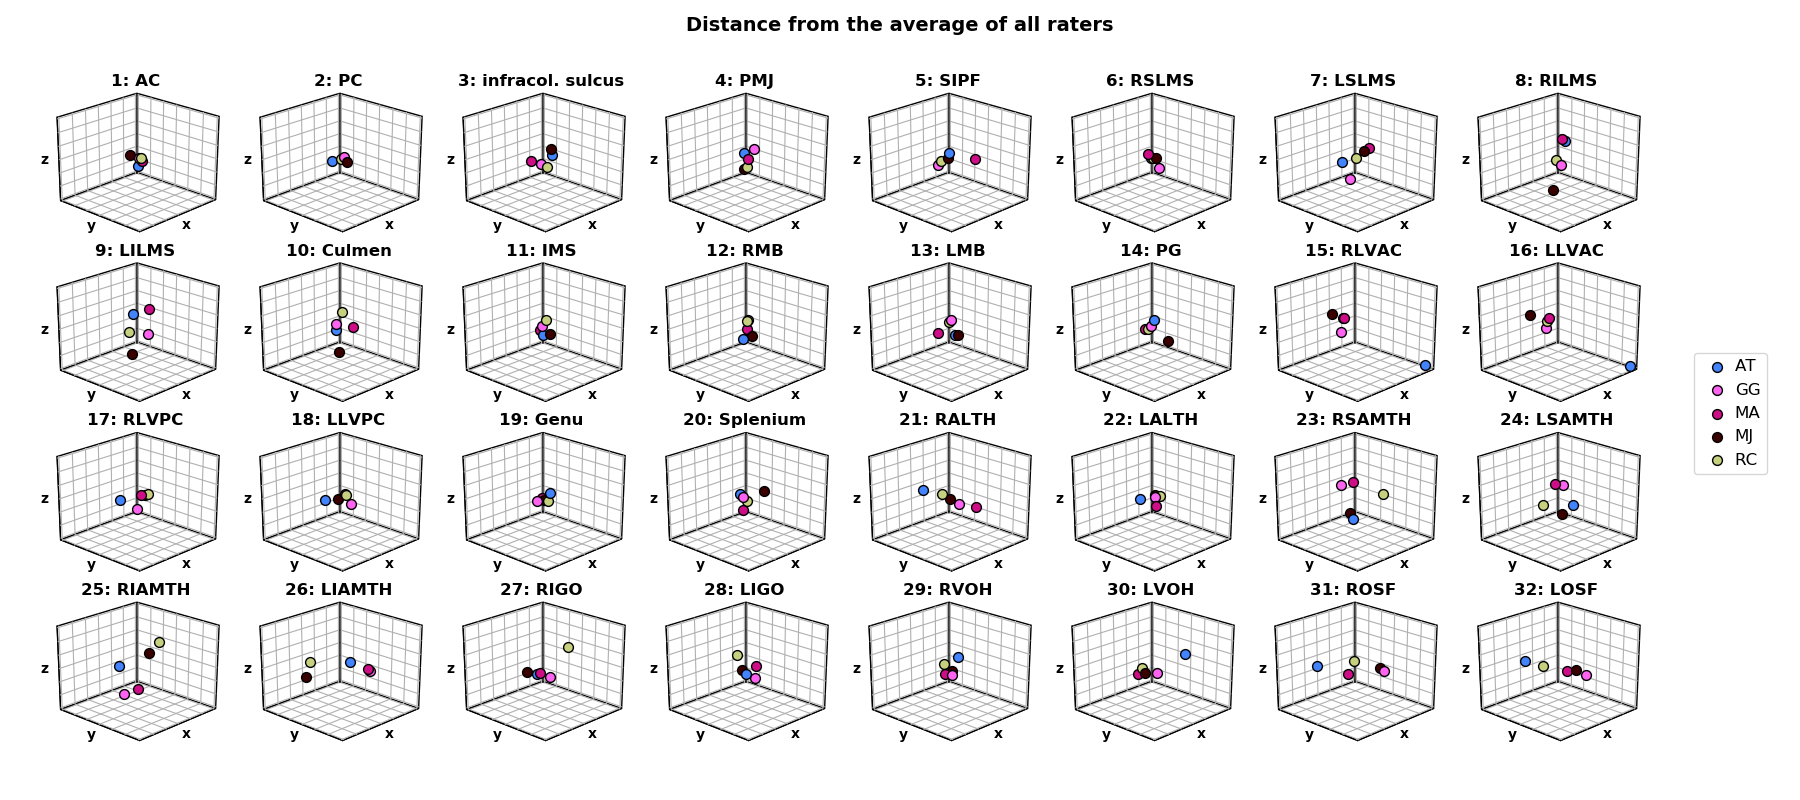 Distance from the average of all raters
1: AC
2: PC
3: infracol. sulcus
4: PMJ
5: SIPF
6: RSLMS
7: LSLMS
8: RILMS
z z z z z z z z
y x y x y x y x y x y x y x y x
9: LILMS
10: Culmen
11: IMS
12: RMB
13: LMB
14: PG
15: RLVAC
16: LLVAC
z z z z z z z z
y x y x y x y x y x y x y x y x
AT
GG
MA
MJ
RC
17: RLVPC
18: LLVPC
19: Genu
20: Splenium
21: RALTH
22: LALTH
23: RSAMTH
24: LSAMTH
z z z z z z z z
y x y x y x y x y x y x y x y x
25: RIAMTH
26: LIAMTH
27: RIGO
28: LIGO
29: RVOH
30: LVOH
31: ROSF
32: LOSF
z z z z z z z z
y x y x y x y x y x y x y x y x